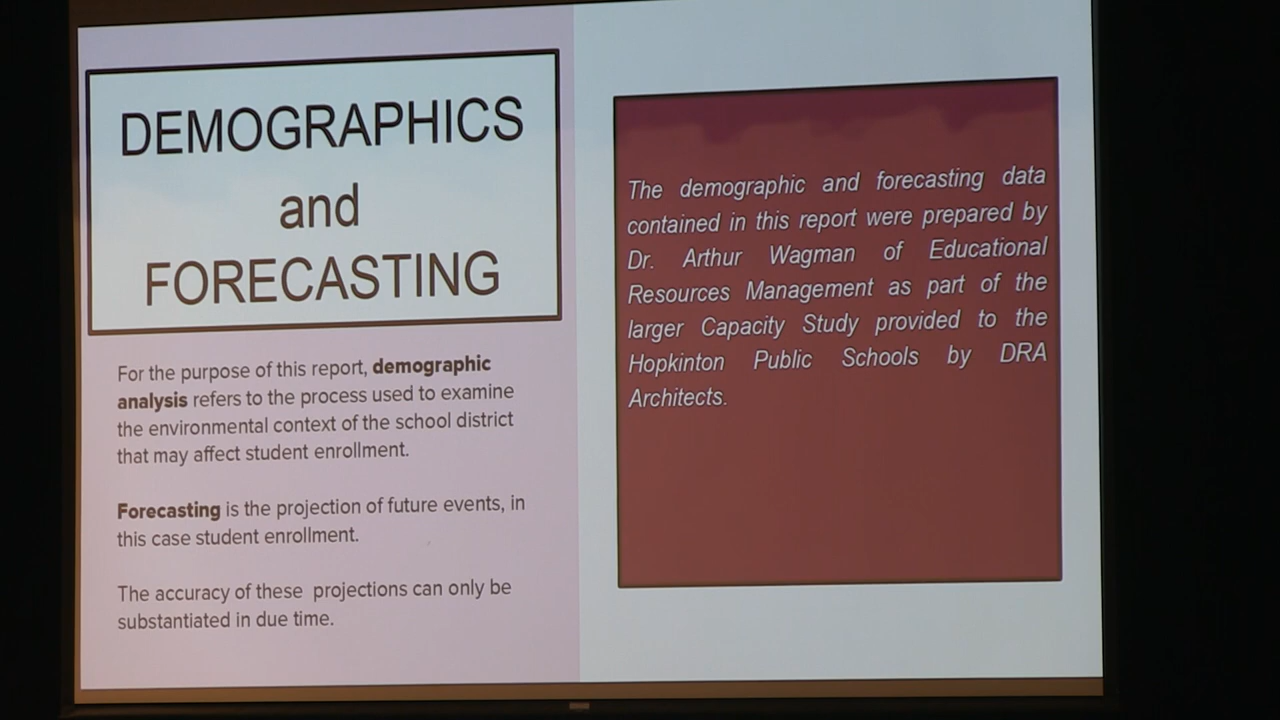 DEMOGRAPHICS
and
FORECASTING
For the purpose of this report, demographic
analysis refers to the process used to examine
the environmental context of the school district
that may affect student enrollment.
Forecasting is the projection of future events, in
this case student enrollment.
The accuracy of these projections can only be
substantiated in due time.
The demographic and forecasting data
contained in this report were prepared by
Dr. Arthur Wagman of Educational
Resources Management as part of the
larger Capacity Study provided to the
Hopkinton Public Schools by DRA
Architects.